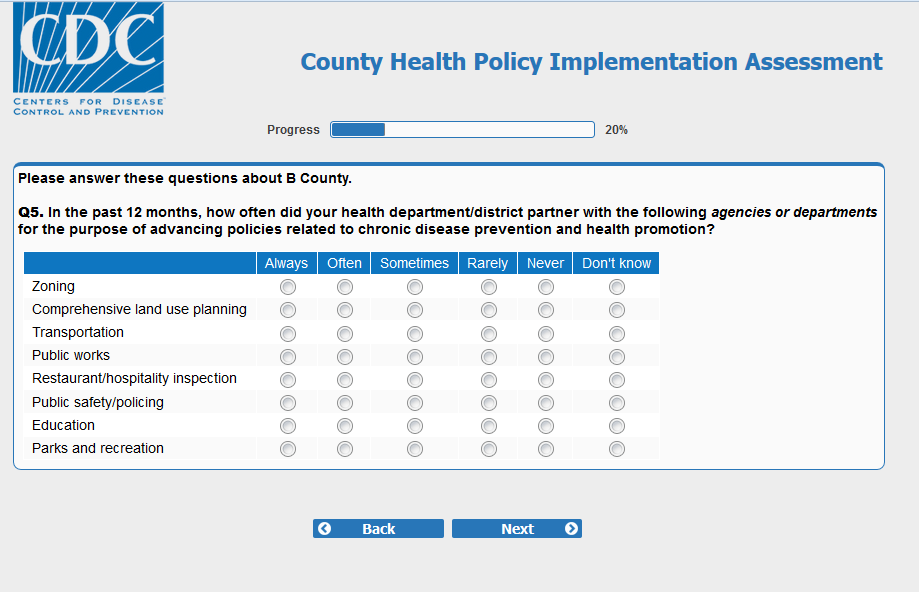 CDC
CENTERS FOR DISEASE
CONTROL AND PREVENTION
County Health Policy Implementation Assessment
Progress 20%
Please answer these questions about B County.
Q5. In the past 12 months, how often did your health department/district partner with the following agencies or departments
for the purpose of advancing policies related to chronic disease prevention and health promotion?
Always Often Sometimes Rarely Never Don't know
Zoning
Comprehensive land use planning
Transportation
Public works
Restaurant/hospitality inspection
Public safety/policing
Education
Parks and recreation
Back Next